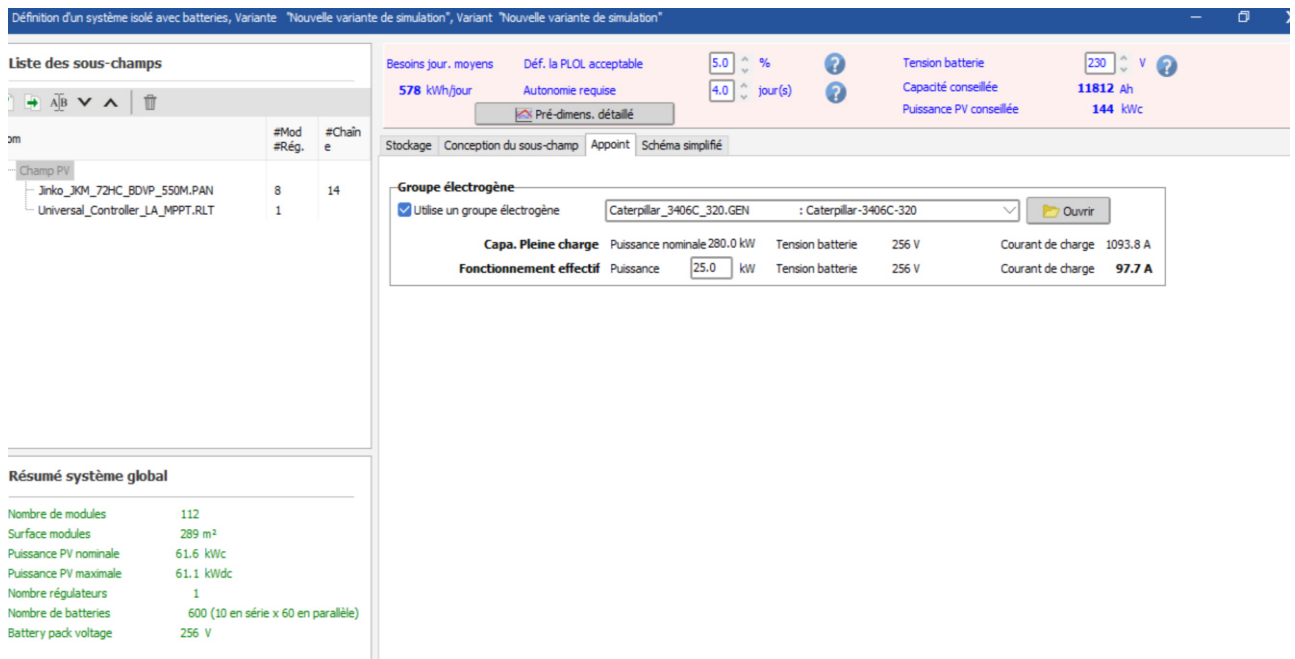 Définition d'un système isolé avec batteries, Variante "Nouvelle variante de simulation", Variant "Nouvelle variante de simulation"
Liste des sous-champs
#Mod #Chaîn
#Rég. e
Champ PV
Jinko_JKM_72HC_BDVP_550M.PAN 8 14
Universal_Controller_LA_MPPT.RLT 1
Résumé système global
Nombre de modules 112
Surface modules 289 m²
Puissance PV nominale 61.6 kWc
Puissance PV maximale 61.1 kWdc
Nombre régulateurs 1
Nombre de batteries 600 (10 en série x 60 en parallèle)
Battery pack voltage 256 V
Besoins jour. moyens Déf. la PLOL acceptable 5.0 % ? Tension batterie 230 V ?
578 kWh/jour Autonomie requise 4.0 jour(s) ? Capacité conseillée 11812 Ah
Pré-dimens. détaillé Puissance PV conseillée 144 kWc
Stockage Conception du sous-champ Appoint Schéma simplifié
Groupe électrogène
Utilise un groupe électrogène Caterpillar_3406C_320.GEN : Caterpillar-3406C-320 Ouvrir
Capa. Pleine charge Puissance nominale 280.0 kW Tension batterie 256 V Courant de charge 1093.8 A
Fonctionnement effectif Puissance 25.0 kW Tension batterie 256 V Courant de charge 97.7 A